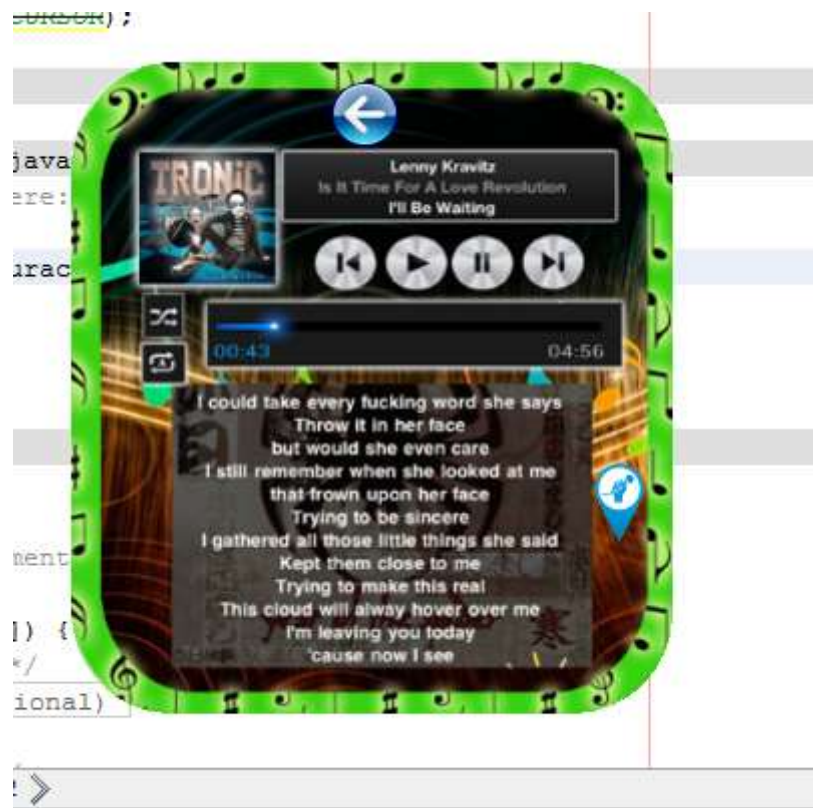 CURSOR);
java
ere:
TRONiC
Lenny Kravitz
Is It Time For A Love Revolution
I'll Be Waiting
urac
00:43
04:56
I could take every fucking word she says
Throw it in her face
but would she even care
I still remember when she looked at me
that frown upon her face
Trying to be sincere
I gathered all those little things she said
Kept them close to me
Trying to make this real
This cloud will alway hover over me
I'm leaving you today
'cause now I see
ment
]) {
*/
ional)